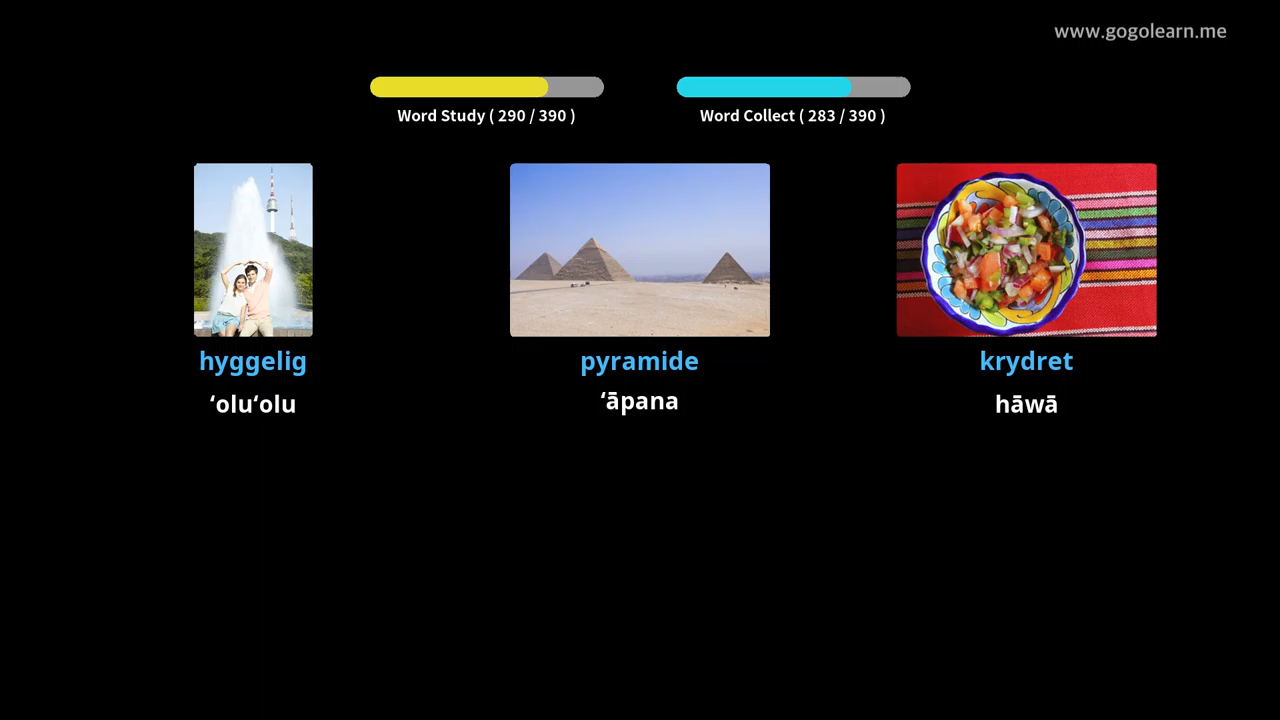 www.gogolearn.me
Word Study ( 290 / 390 )
Word Collect ( 283 / 390 )
hyggelig
ʻoluʻolu
pyramide
ʻāpana
krydret
hāwā